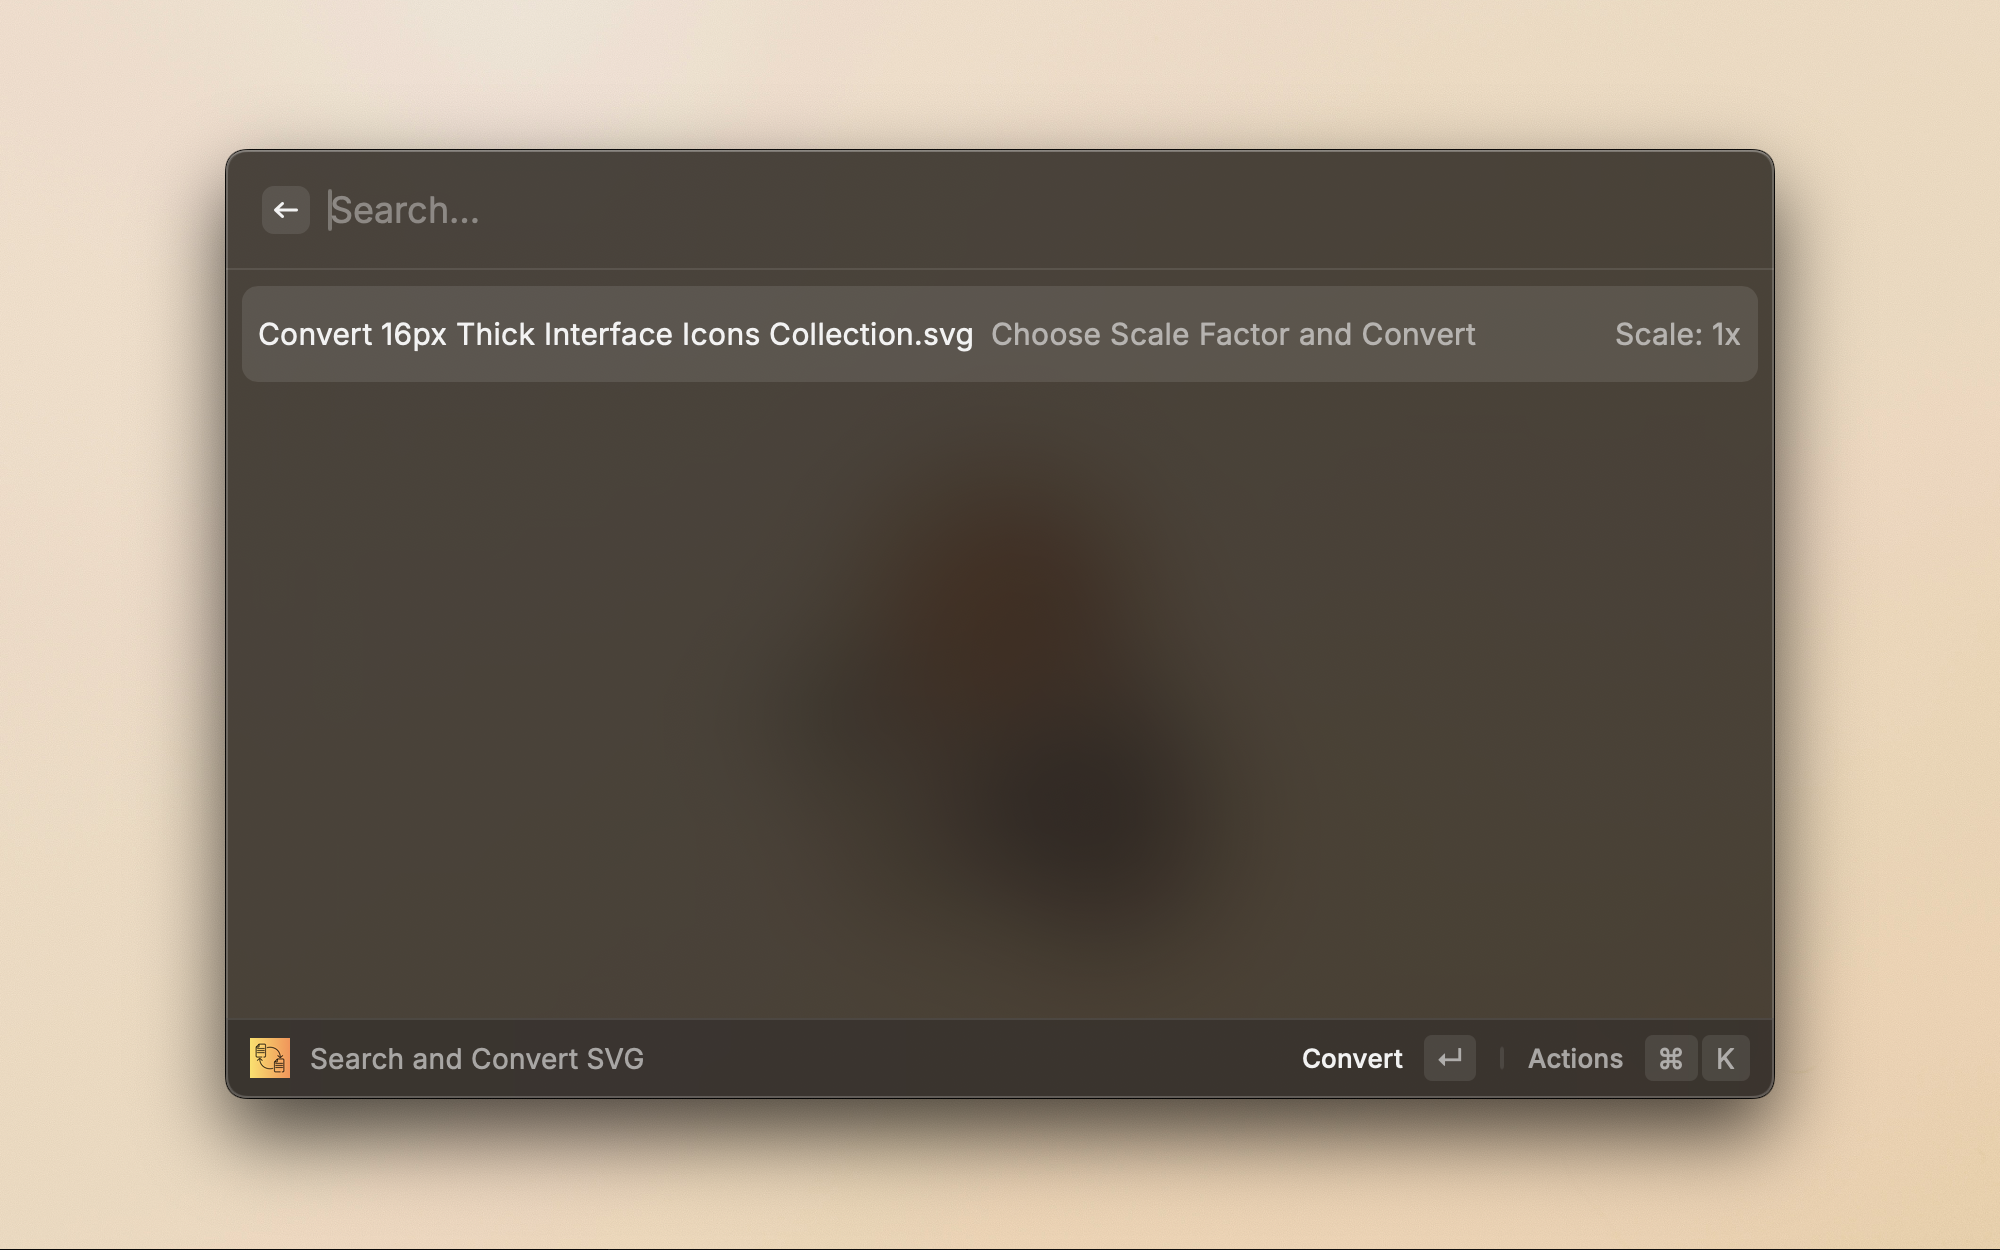 Search...
Convert 16px Thick Interface Icons Collection.svg Choose Scale Factor and Convert Scale: 1x
Search and Convert SVG Convert ↵ Actions ⌘ K